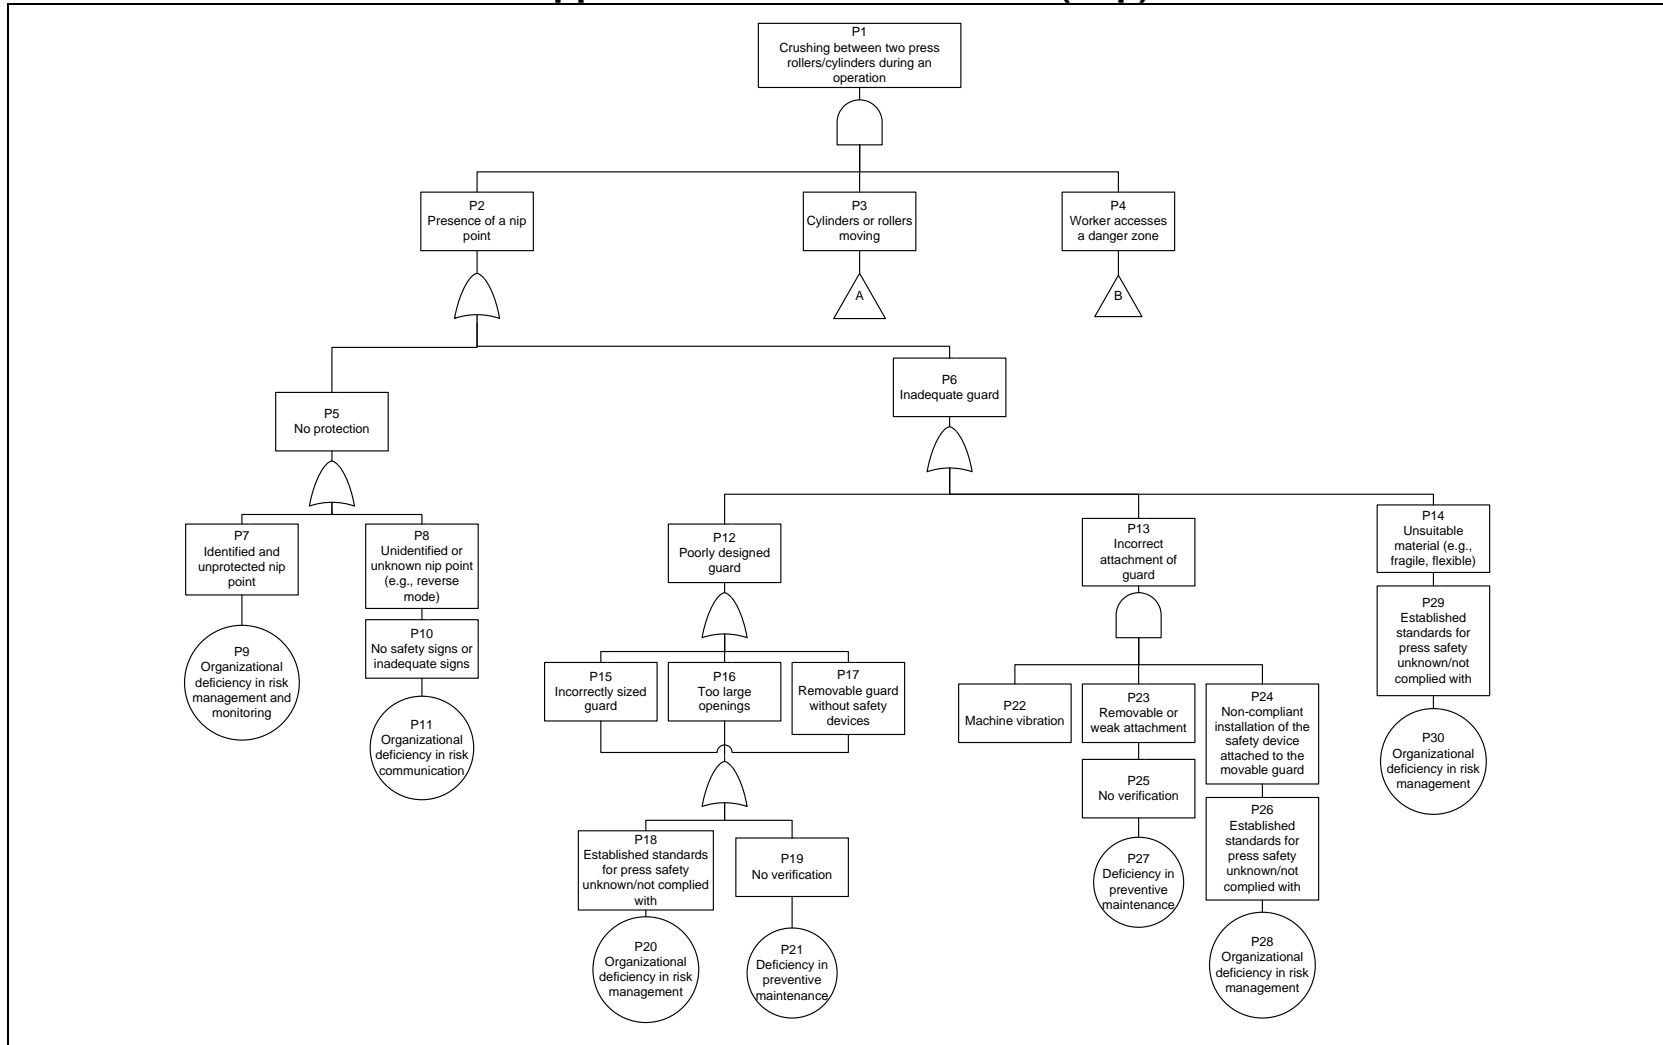 P1
Crushing between two press
rollers/cylinders during an
operation
P2
Presence of a nip
point
P3
Cylinders or rollers
moving
P4
Worker accesses
a danger zone
A
B
P5
No protection
P6
Inadequate guard
P7
Identified and
unprotected nip
point
P8
Unidentified or
unknown nip point
(e.g., reverse
mode)
P9
Organizational
deficiency in risk
management and
monitoring
P10
No safety signs or
inadequate signs
P11
Organizational
deficiency in risk
communication
P12
Poorly designed
guard
P13
Incorrect
attachment of
guard
P14
Unsuitable
material (e.g.,
fragile, flexible)
P15
Incorrectly sized
guard
P16
Too large
openings
P17
Removable guard
without safety
devices
P18
Established standards
for press safety
unknown/not complied
with
P19
No verification
P20
Organizational
deficiency in risk
management
P21
Deficiency in
preventive
maintenance
P22
Machine vibration
P23
Removable or
weak attachment
P24
Non-compliant
installation of the
safety device
attached to the
movable guard
P25
No verification
P26
Established
standards for
press safety
unknown/not
complied with
P27
Deficiency in
preventive
maintenance
P28
Organizational
deficiency in risk
management
P29
Established
standards for
press safety
unknown/not
complied with
P30
Organizational
deficiency in risk
management